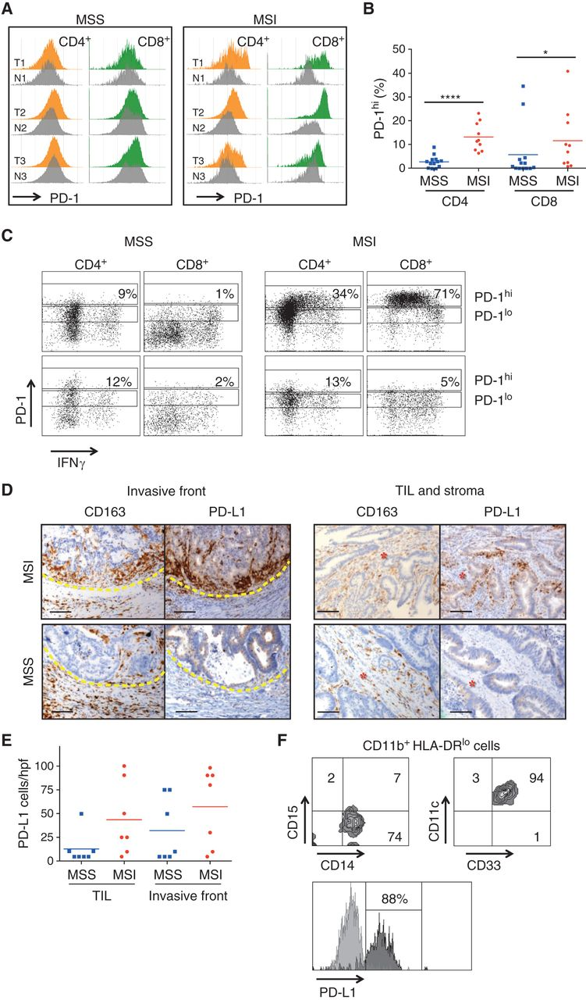 A
MSS
MSI
CD4+ CD8+ CD4+ CD8+
T1
N1
T2
N2
T3
N3
T1
N1
T2
N2
T3
N3
PD-1 PD-1
B
PD-1hi (%)
50
40
30
20
10
0
**** *
MSS MSI MSS MSI
CD4 CD8
C
MSS MSI
CD4+ CD8+ CD4+ CD8+
9% 1% 34% 71% PD-1hi
PD-1lo
12% 2% 13% 5% PD-1hi
PD-1lo
PD-1
IFNγ
D
Invasive front TIL and stroma
CD163 PD-L1 CD163 PD-L1
MSI
* *
MSS
* *
E
PD-L1 cells/hpf
100
75
50
25
0
MSS MSI MSS MSI
TIL Invasive front
F
CD11b+ HLA-DRlo cells
CD15
2 7
74
CD14
CD11c
3 94
1
CD33
88%
PD-L1